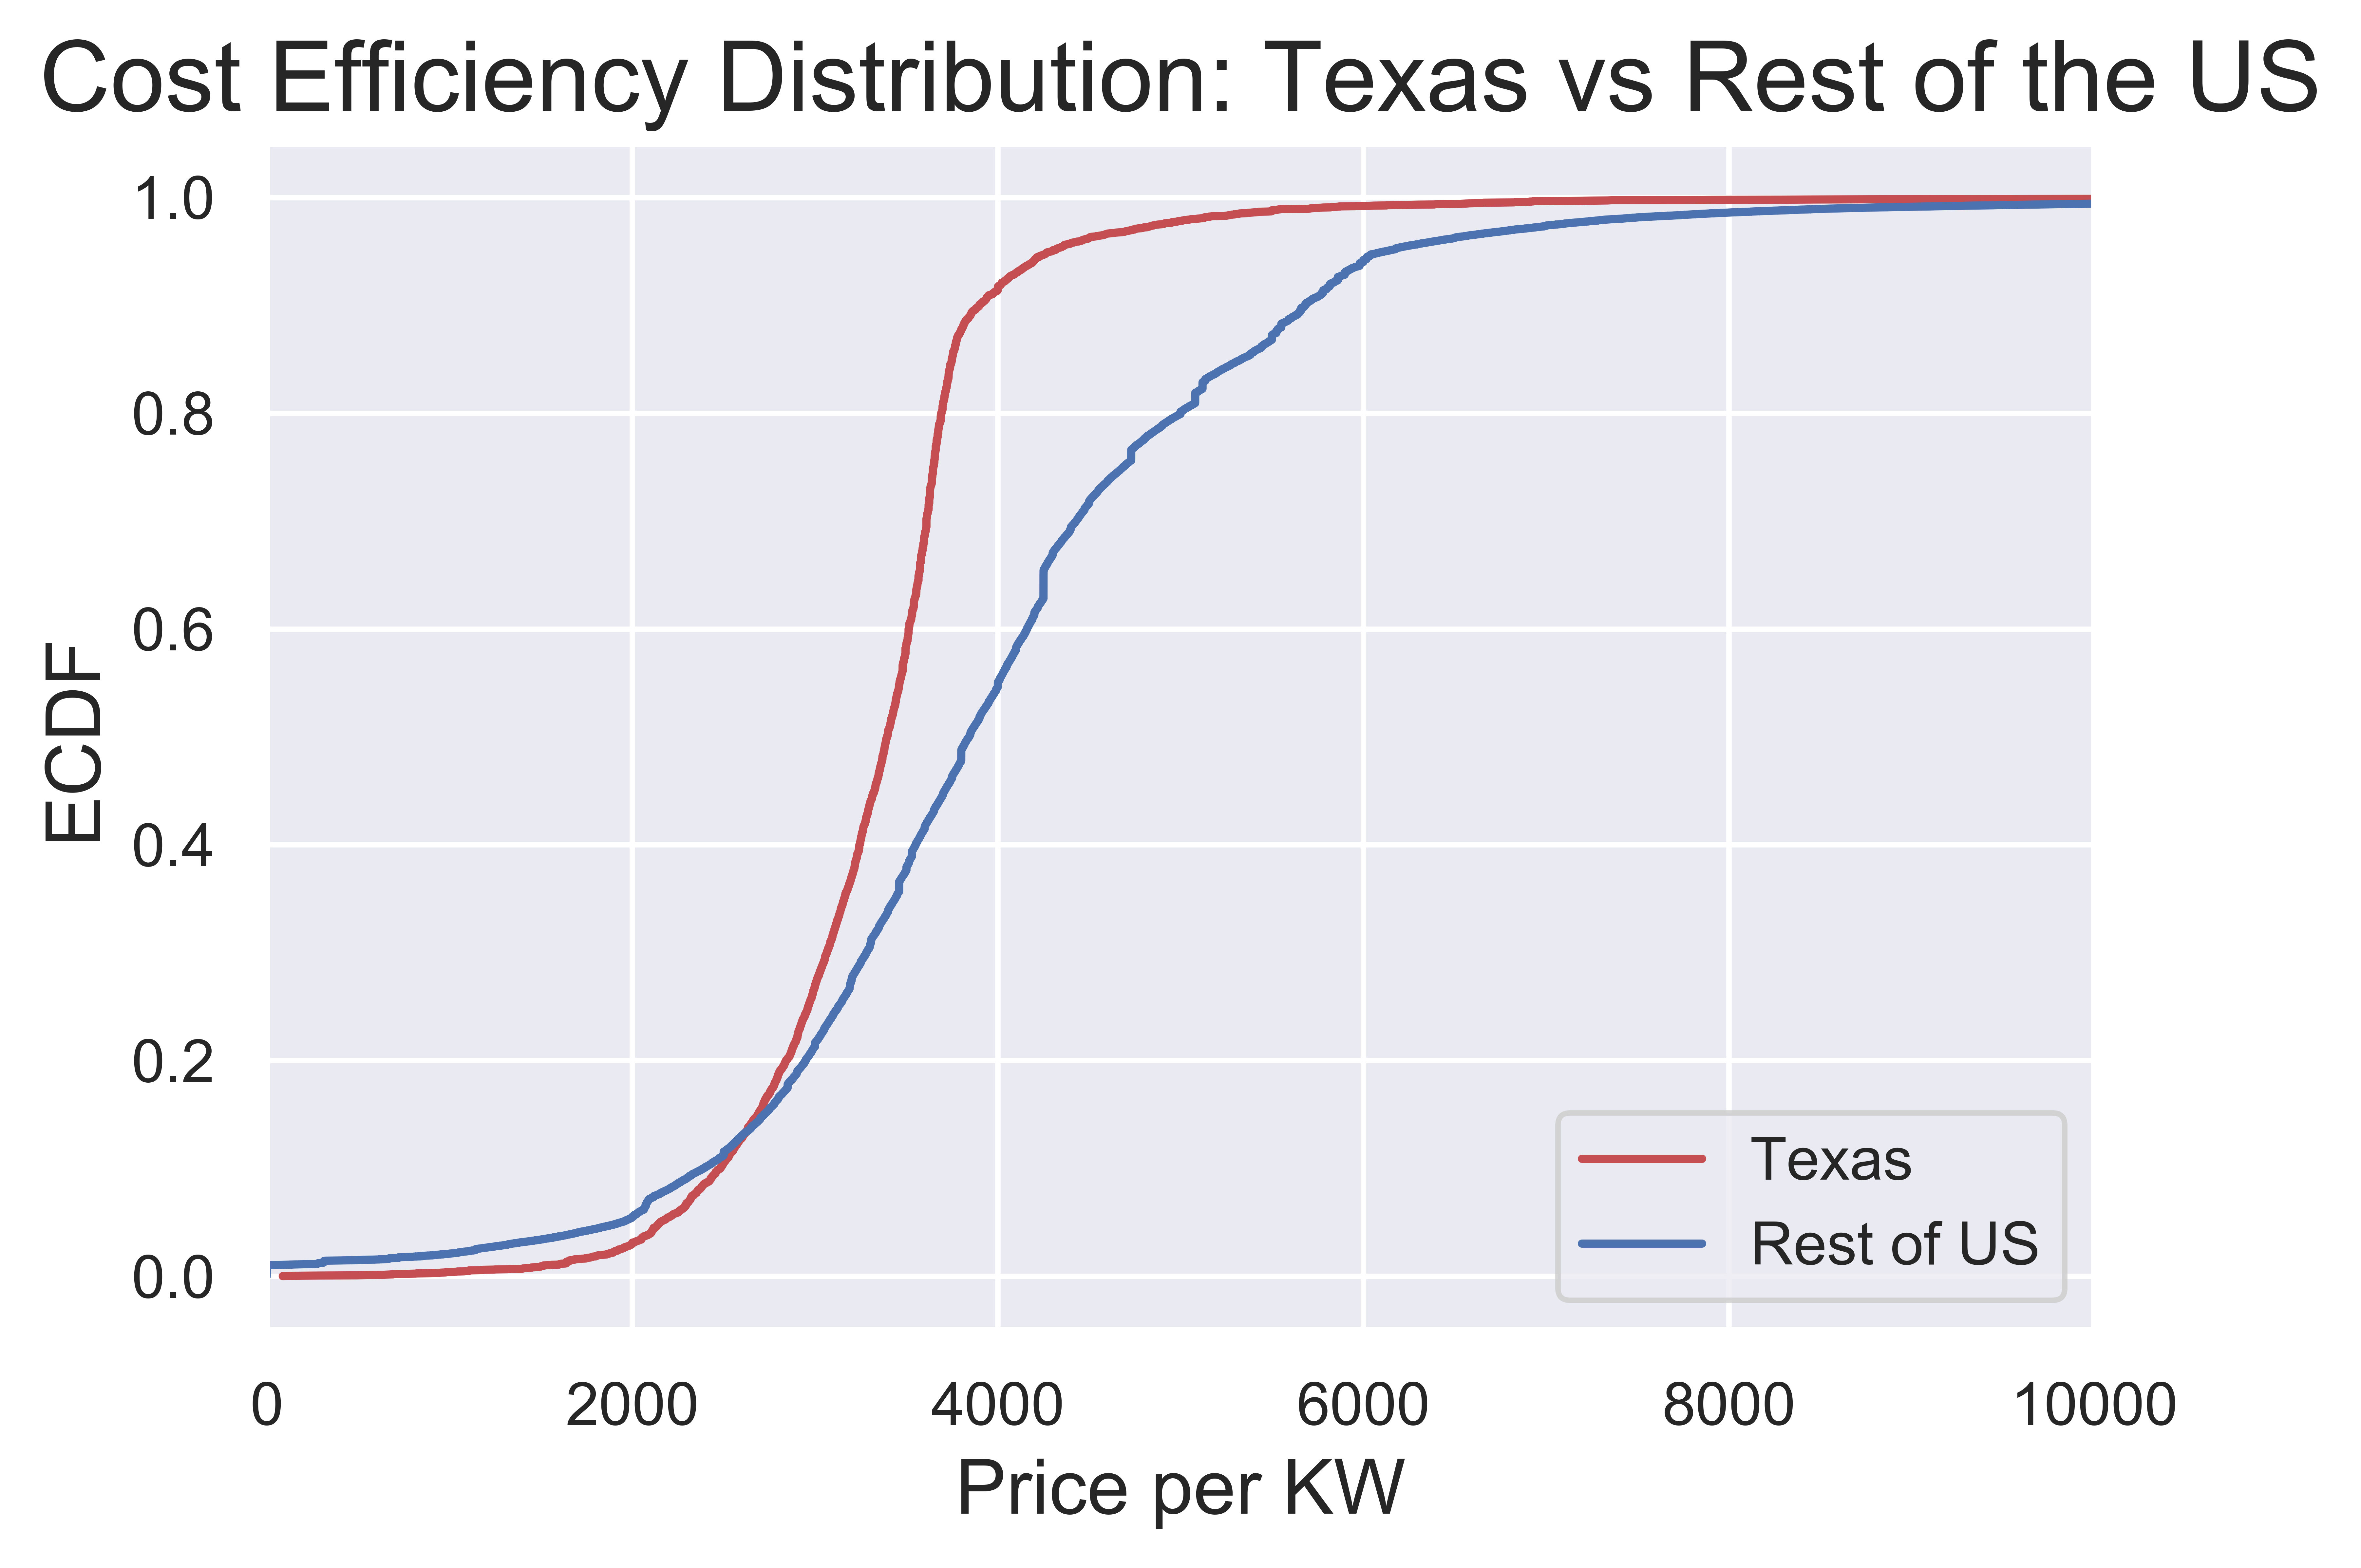 Cost Efficiency Distribution: Texas vs Rest of the US
1.0
0.8
0.6
0.4
0.2
0.0
ECDF
Texas
Rest of US
0 2000 4000 6000 8000 10000
Price per KW